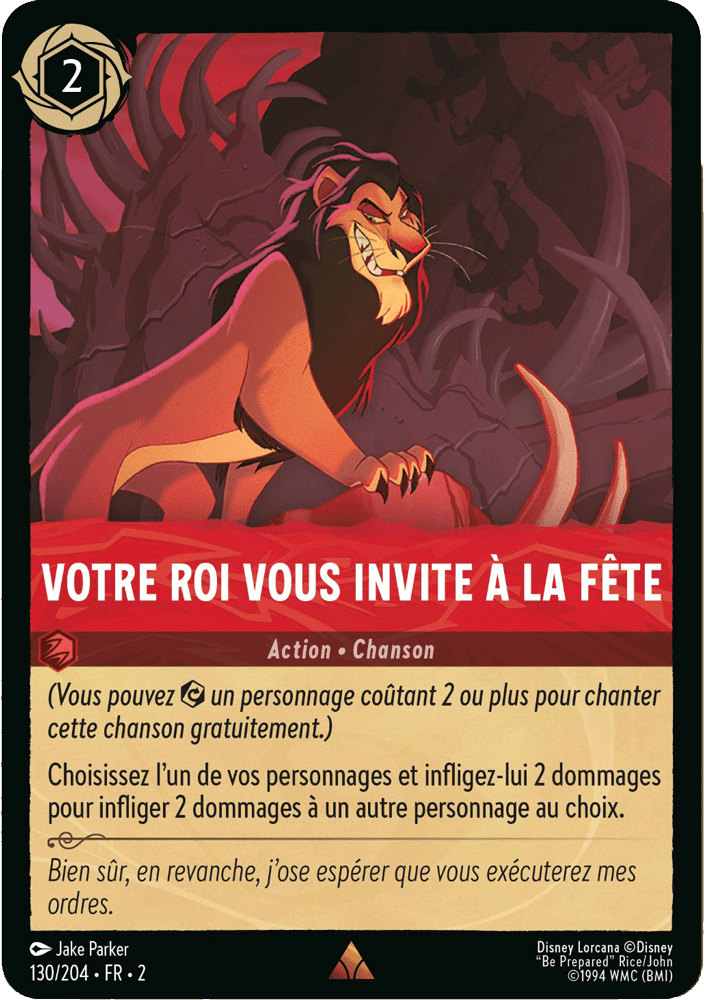 2
VOTRE ROI VOUS INVITE À LA FÊTE
Action • Chanson
(Vous pouvez un personnage coûtant 2 ou plus pour chanter
cette chanson gratuitement.)
Choisissez l’un de vos personnages et infligez-lui 2 dommages
pour infliger 2 dommages à un autre personnage au choix.
Bien sûr, en revanche, j’ose espérer que vous exécuterez mes
ordres.
Jake Parker
130/204 • FR • 2
Disney Lorcana ©Disney
“Be Prepared” Rice/John
©1994 WMC (BMI)